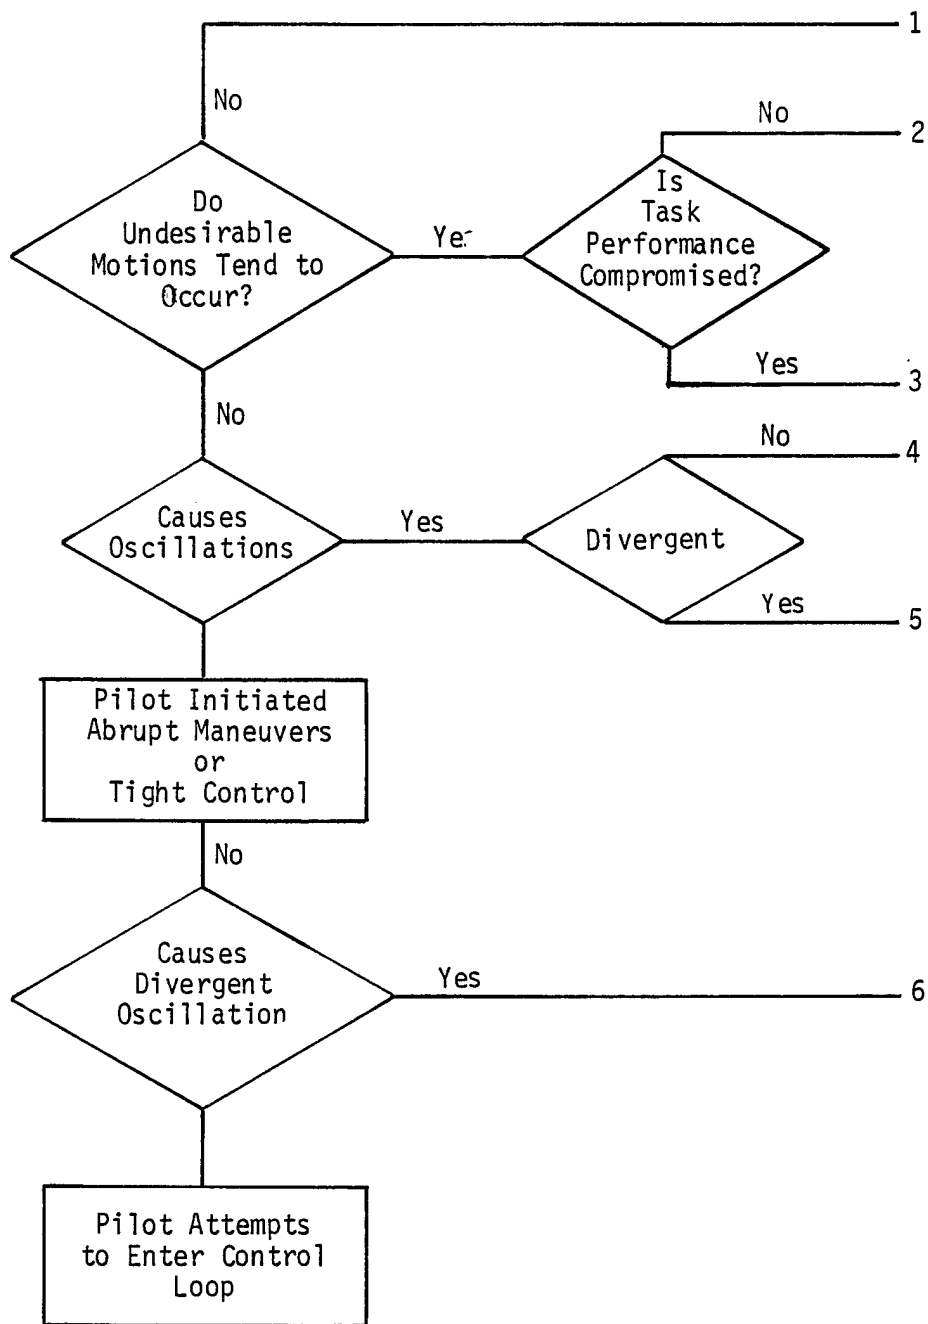 1
No
No
2
Do
Undesirable
Motions Tend to
Occur?
Is
Task
Performance
Compromised?
Yes
3
No
No
4
Causes
Oscillations
Yes
Divergent
Yes
5
Pilot Initiated
Abrupt Maneuvers
or
Tight Control
No
Causes
Divergent
Oscillation
Yes
6
Pilot Attempts
to Enter Control
Loop